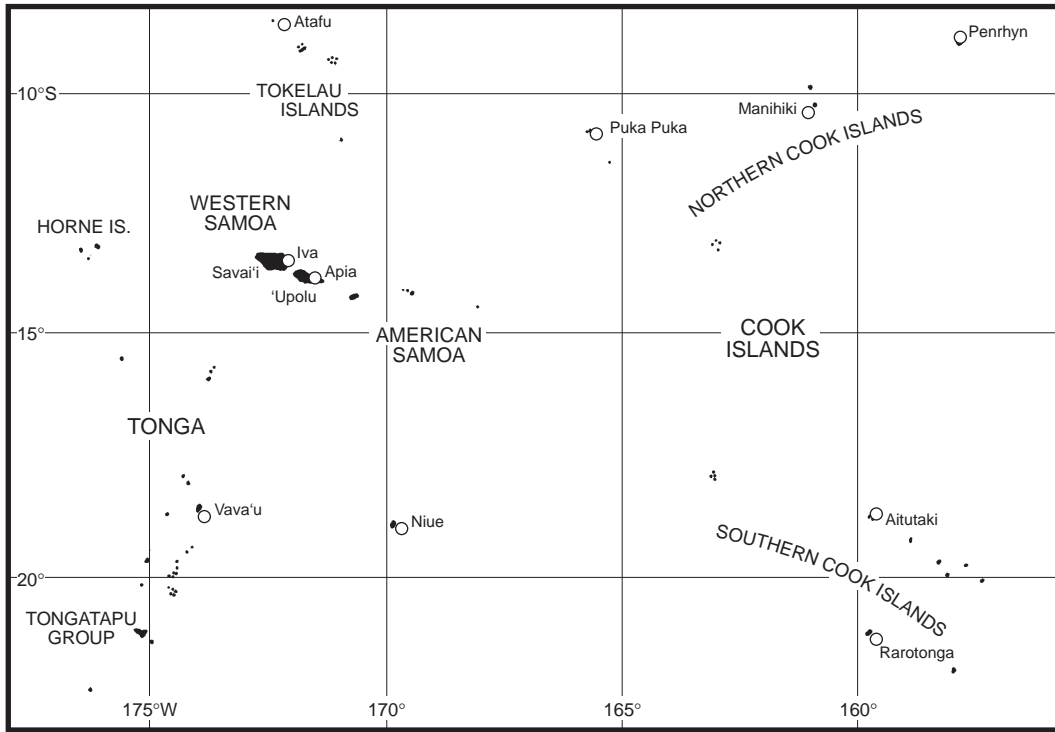 Atafu
Penrhyn
10°S
TOKELAU
ISLANDS
Manihiki
Puka Puka
NORTHERN COOK ISLANDS
WESTERN
SAMOA
HORNE IS.
Iva
Savai‘i
Apia
‘Upolu
15°
AMERICAN
SAMOA
COOK
ISLANDS
TONGA
Vava‘u
Niue
Aitutaki
SOUTHERN COOK ISLANDS
20°
TONGATAPU
GROUP
Rarotonga
175°W
170°
165°
160°